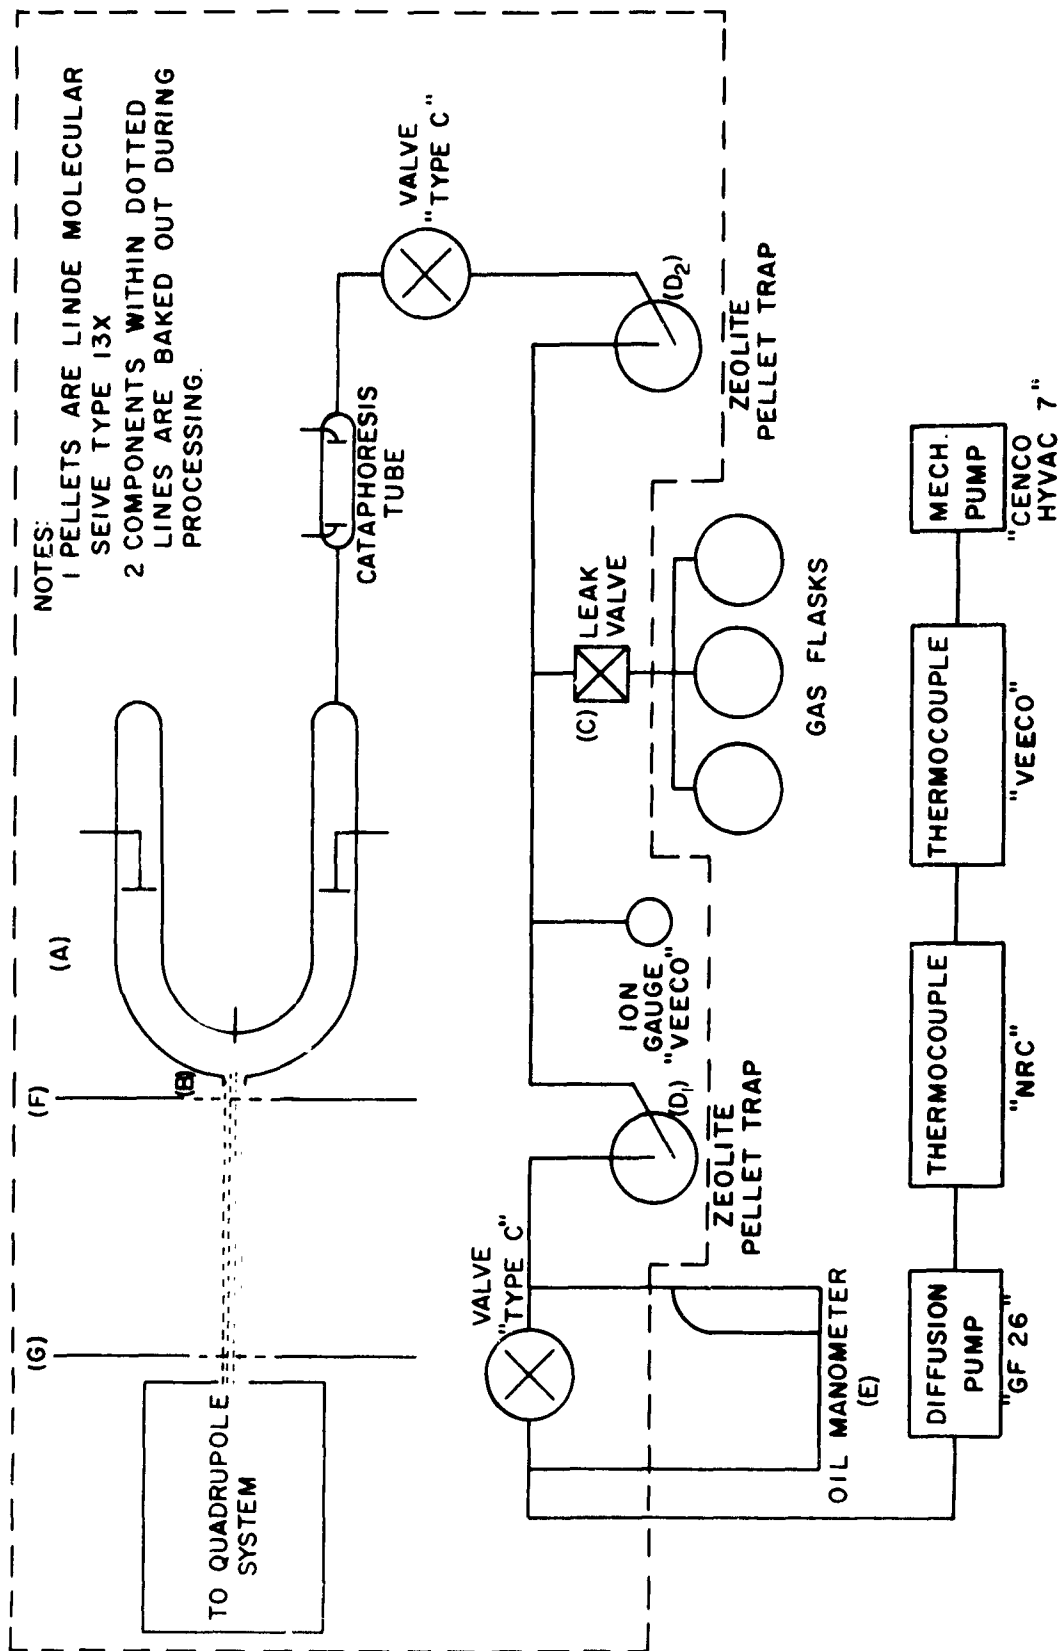 NOTES:
1 PELLETS ARE LINDE MOLECULAR
SEIVE TYPE 13X
2 COMPONENTS WITHIN DOTTED
LINES ARE BAKED OUT DURING
PROCESSING.
(G)
(F)
(A)
(B)
TO QUADRUPOLE
SYSTEM
CATAPHORESIS
TUBE
VALVE
"TYPE C"
VALVE
"TYPE C"
(D1)
ZEOLITE
PELLET TRAP
ION
GAUGE
"VEECO"
(C)
LEAK
VALVE
GAS FLASKS
(D2)
ZEOLITE
PELLET TRAP
OIL MANOMETER
(E)
DIFFUSION
PUMP
"GF 26"
THERMOCOUPLE
"NRC"
THERMOCOUPLE
"VEECO"
MECH.
PUMP
"CENCO
HYVAC 7"